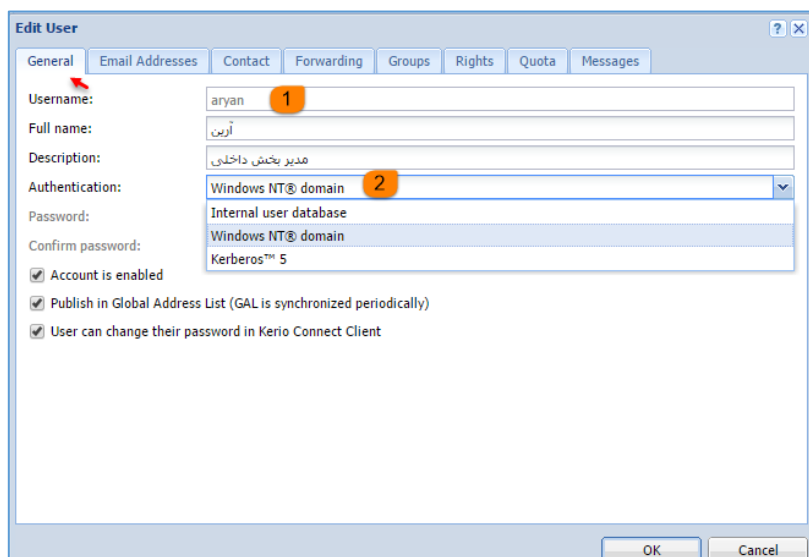 Edit User
? X
General Email Addresses Contact Forwarding Groups Rights Quota Messages
Username: aryan 1
Full name: آرین
Description: مدیر بخش داخلی
Authentication: Windows NT® domain 2
Password: Internal user database
Windows NT® domain
Confirm password:
Kerberos™ 5
Account is enabled
Publish in Global Address List (GAL is synchronized periodically)
User can change their password in Kerio Connect Client
OK Cancel